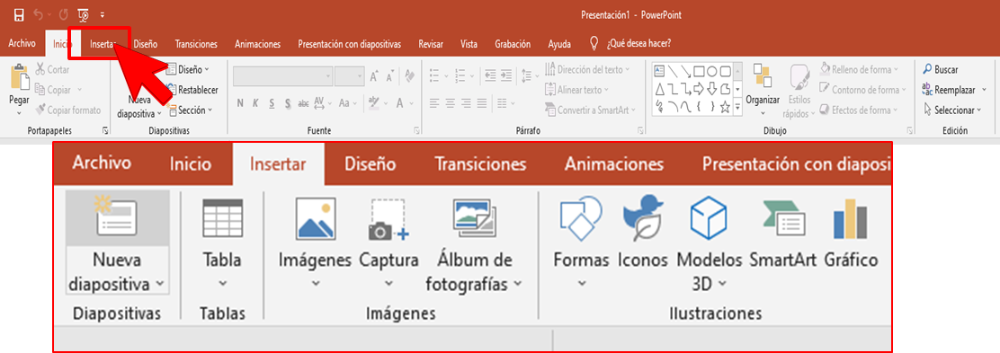 Presentación1 - PowerPoint
Archivo Inicio Insertar Diseño Transiciones Animaciones Presentación con diapositivas Revisar Vista Grabación Ayuda ¿Qué desea hacer?
Cortar Diseño Dirección del texto Relleno de forma Buscar
Copiar Restablecer N K S S abc AV Aa A Alinear texto Contorno de forma Reemplazar
Pegar Nueva Organizar Estilos
Copiar formato diapositiva Sección Convertir a SmartArt rápidos Efectos de forma Seleccionar
Portapapeles Diapositivas Fuente Párrafo Dibujo Edición
Archivo Inicio Insertar Diseño Transiciones Animaciones Presentación con diaposi
Nueva Tabla Imágenes Captura Álbum de Formas Iconos Modelos SmartArt Gráfico
diapositiva fotografías 3D
Diapositivas Tablas Imágenes Ilustraciones